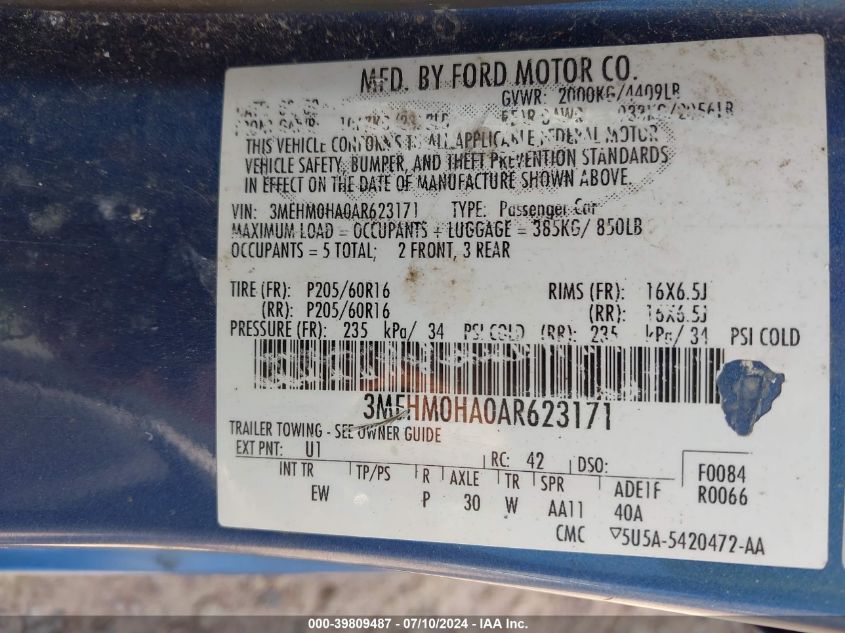 MFD. BY FORD MOTOR CO.
GVWR: 2000KG/4409LB
THIS VEHICLE CONFORMS TO ALL APPLICABLE FEDERAL MOTOR
VEHICLE SAFETY, BUMPER, AND THEFT PREVENTION STANDARDS
IN EFFECT ON THE DATE OF MANUFACTURE SHOWN ABOVE.
VIN: 3MEHM0HA0AR623171 TYPE: Passenger Car
MAXIMUM LOAD = OCCUPANTS + LUGGAGE = 385KG/ 850LB
OCCUPANTS = 5 TOTAL; 2 FRONT, 3 REAR
TIRE (FR): P205/60R16 RIMS (FR): 16X6.5J
(RR): P205/60R16 (RR): 16X6.5J
PRESSURE (FR): 235 kPa/ 34 PSI COLD (RR): 235 kPa/ 34 PSI COLD
3MEHM0HA0AR623171
TRAILER TOWING - SEE OWNER GUIDE
EXT PNT: U1 RC: 42 DSO: F0084
INT TR TP/PS R AXLE TR SPR ADE1F R0066
EW P 30 W AA11 40A
CMC ▽5U5A-5420472-AA
000-39809487 - 07/10/2024 - IAA Inc.